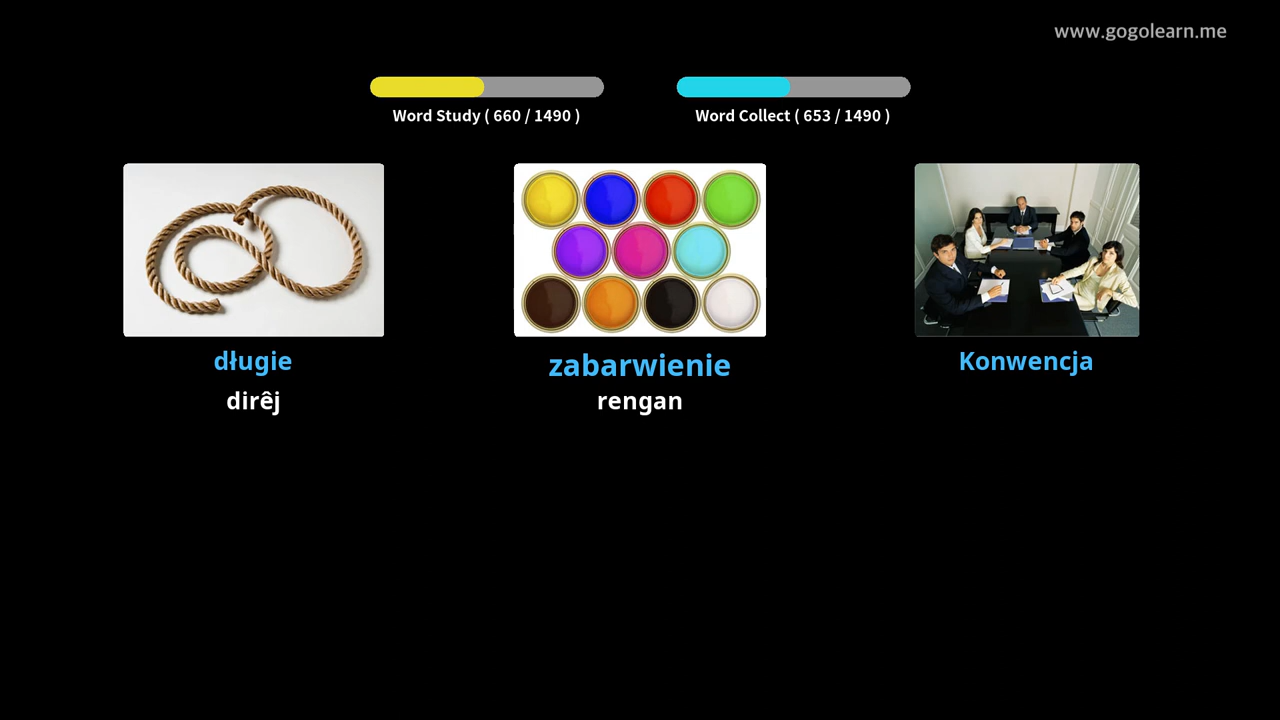 www.gogolearn.me
Word Study ( 660 / 1490 )
Word Collect ( 653 / 1490 )
długie
zabarwienie
Konwencja
dirêj
rengan